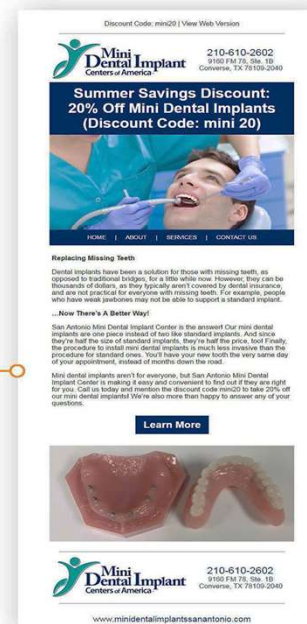 Discount Code: mini20 | View Web Version
Mini
Dental Implant
Centers of America
210-610-2602
9160 FM 78, Ste. 1B
Converse, TX 78109-2040
Summer Savings Discount:
20% Off Mini Dental Implants
(Discount Code: mini 20)
HOME | ABOUT | SERVICES | CONTACT US
Replacing Missing Teeth
Dental implants have been a solution for those with missing teeth, as
opposed to traditional bridges, for a little while now. However, they can be
thousands of dollars, as they typically aren't covered by dental insurance,
and are not practical for everyone with missing teeth. For example, people
who have weak jawbones may not be able to support a standard implant.
...Now There's A Better Way!
San Antonio Mini Dental Implant Center is the answer! Our mini dental
implants are one piece instead of two like standard implants. And since
they're half the size of standard implants, they're half the price, too! Finally,
the procedure to install mini dental implants is much less invasive than the
procedure for standard ones. You'll have your new tooth the very same day
of your appointment, instead of months down the road.
Mini dental implants aren't for everyone, but San Antonio Mini Dental
Implant Center is making it easy and convenient to find out if they are right
for you. Call us today and mention the discount code mini20 to take 20% off
our mini dental implants! We're also more than happy to answer any of your
questions.
Learn More
Mini
Dental Implant
Centers of America
210-610-2602
9160 FM 78, Ste. 1B
Converse, TX 78109-2040
www.minidentalimplantssanantonio.com